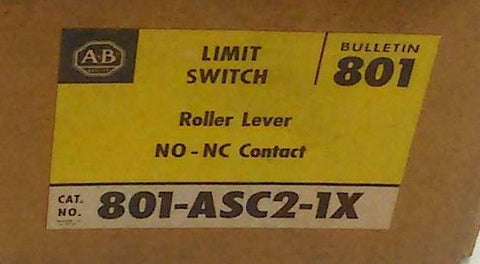 AB
LIMIT
SWITCH
BULLETIN
801
Roller Lever
NO-NC Contact
CAT.
NO.
801-ASC2-1X